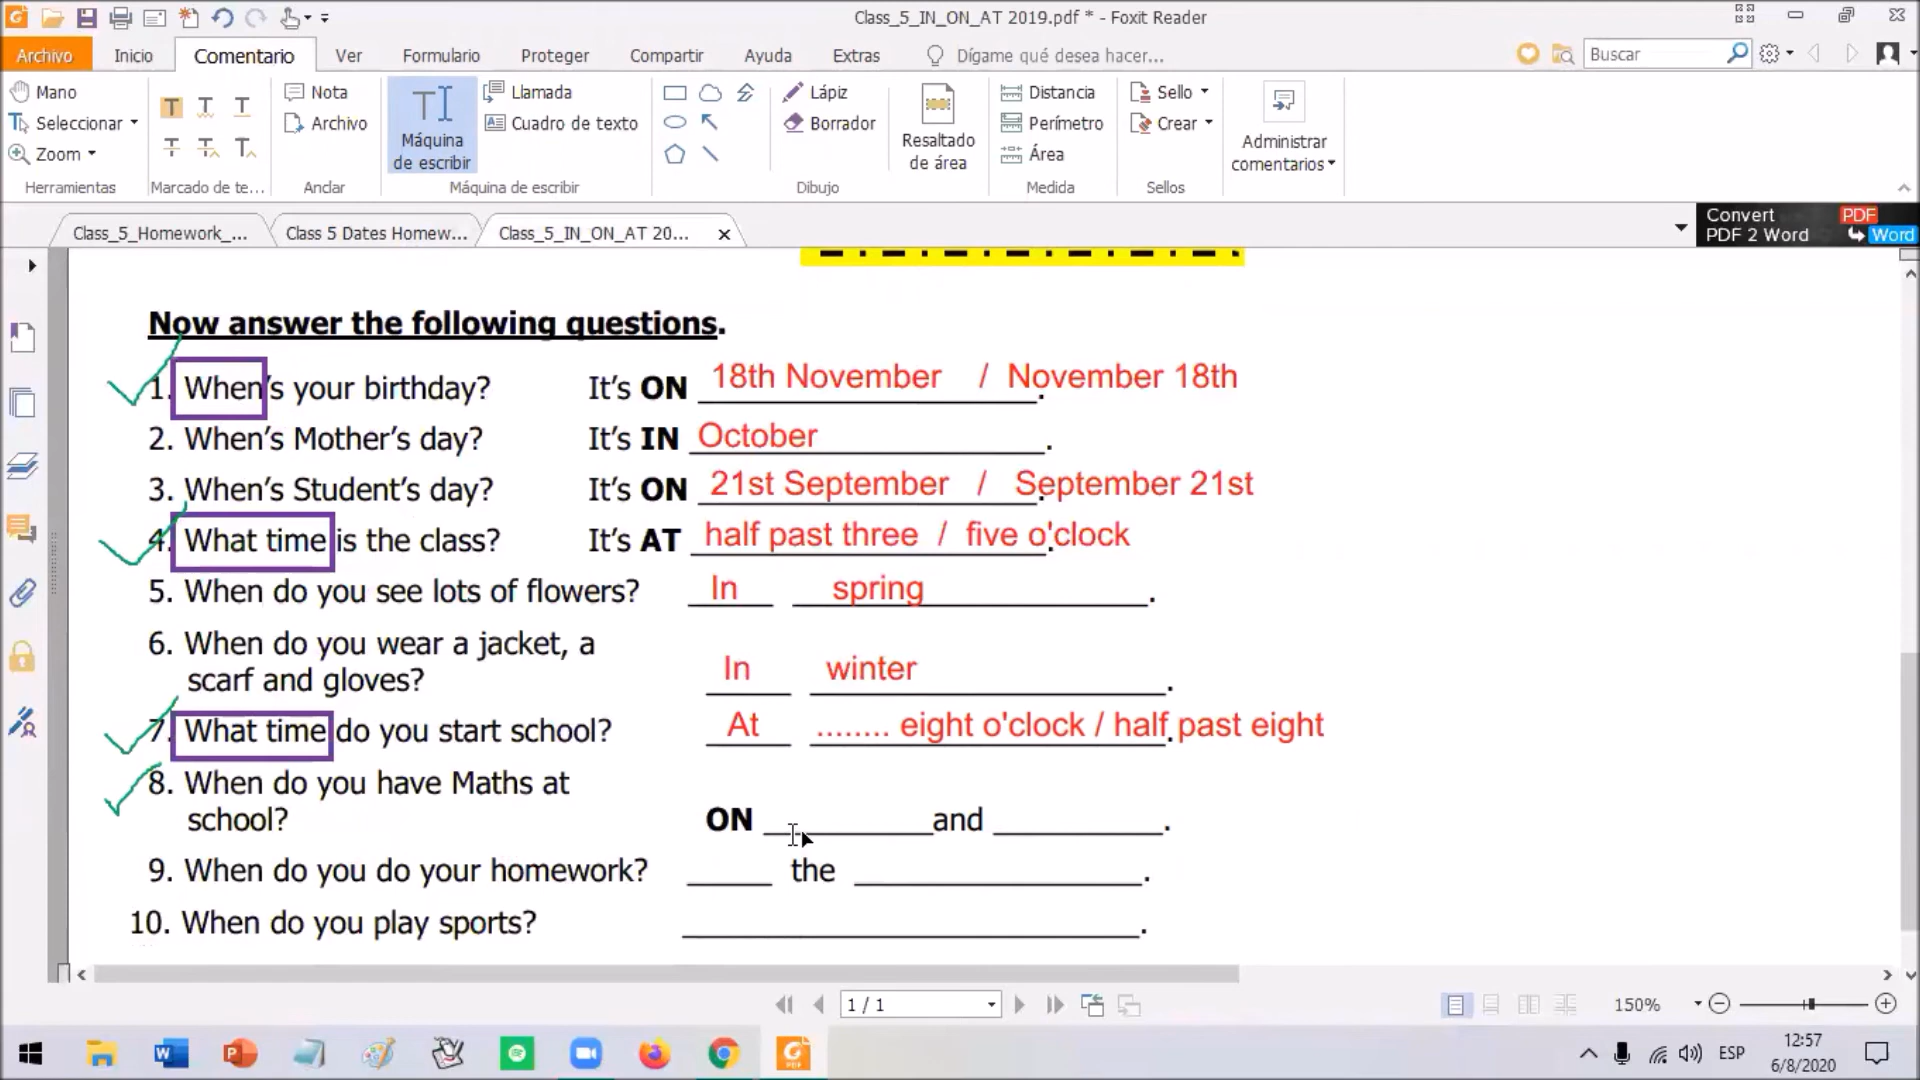 Class_5_IN_ON_AT 2019.pdf * - Foxit Reader
Archivo Inicio Comentario Ver Formulario Proteger Compartir Ayuda Extras Dígame qué desea hacer... Buscar
Mano
Seleccionar
Zoom
Herramientas
Marcado de te...
Nota
Archivo
Anclar
Máquina
de escribir
Llamada
Cuadro de texto
Máquina de escribir
Lápiz
Borrador
Dibujo
Resaltado
de área
Distancia
Perímetro
Área
Medida
Sello
Crear
Sellos
Administrar
comentarios
Class_5_Homework_... Class 5 Dates Homew... Class_5_IN_ON_AT 20...
Convert PDF
PDF 2 Word Word
Now answer the following questions.
1. When's your birthday? It's ON 18th November / November 18th.
2. When's Mother's day? It's IN October.
3. When's Student's day? It's ON 21st September / September 21st.
4. What time is the class? It's AT half past three / five o'clock.
5. When do you see lots of flowers? In spring.
6. When do you wear a jacket, a
scarf and gloves? In winter.
7. What time do you start school? At ........ eight o'clock / half past eight.
8. When do you have Maths at
school? ON ___________and ___________.
9. When do you do your homework? _____ the __________________.
10. When do you play sports? _____________________________.
1 / 1
150%
ESP
12:57
6/8/2020